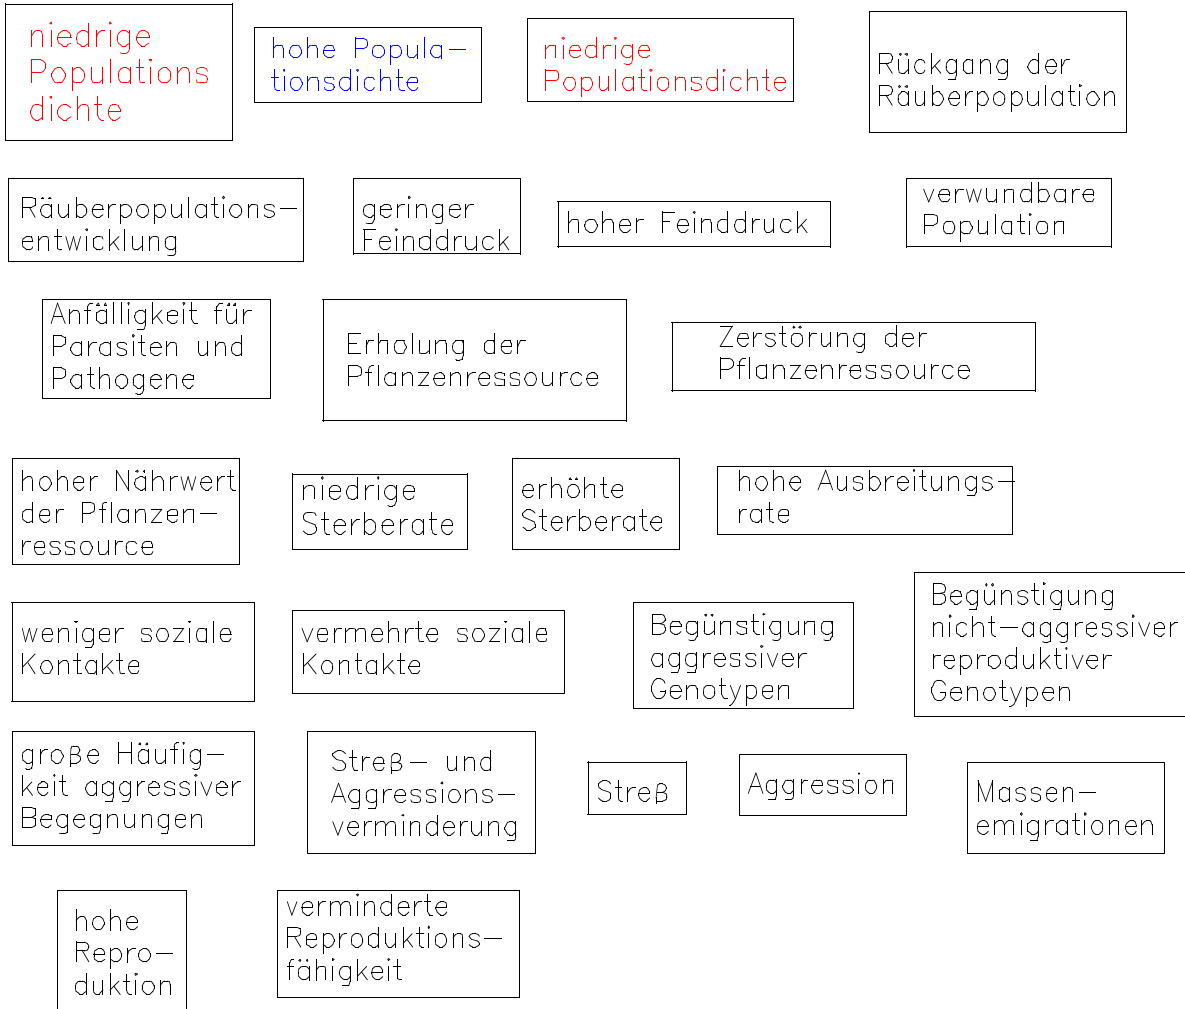 niedrige
Populations
dichte
hohe Popula-
tionsdichte
niedrige
Populationsdichte
Rückgang der
Räuberpopulation
Räuberpopulations-
entwicklung
geringer
Feinddruck
hoher Feinddruck
verwundbare
Population
Anfälligkeit für
Parasiten und
Pathogene
Erholung der
Pflanzenressource
Zerstörung der
Pflanzenressource
hoher Nährwert
der Pflanzen-
ressource
niedrige
Sterberate
erhöhte
Sterberate
hohe Ausbreitungs-
rate
weniger soziale
Kontakte
vermehrte soziale
Kontakte
Begünstigung
aggressiver
Genotypen
Begünstigung
nicht-aggressiver
reproduktiver
Genotypen
große Häufig-
keit aggressiver
Begegnungen
Streß- und
Aggressions-
verminderung
Streß
Aggression
Massen-
emigrationen
hohe
Repro-
duktion
verminderte
Reproduktions-
fähigkeit